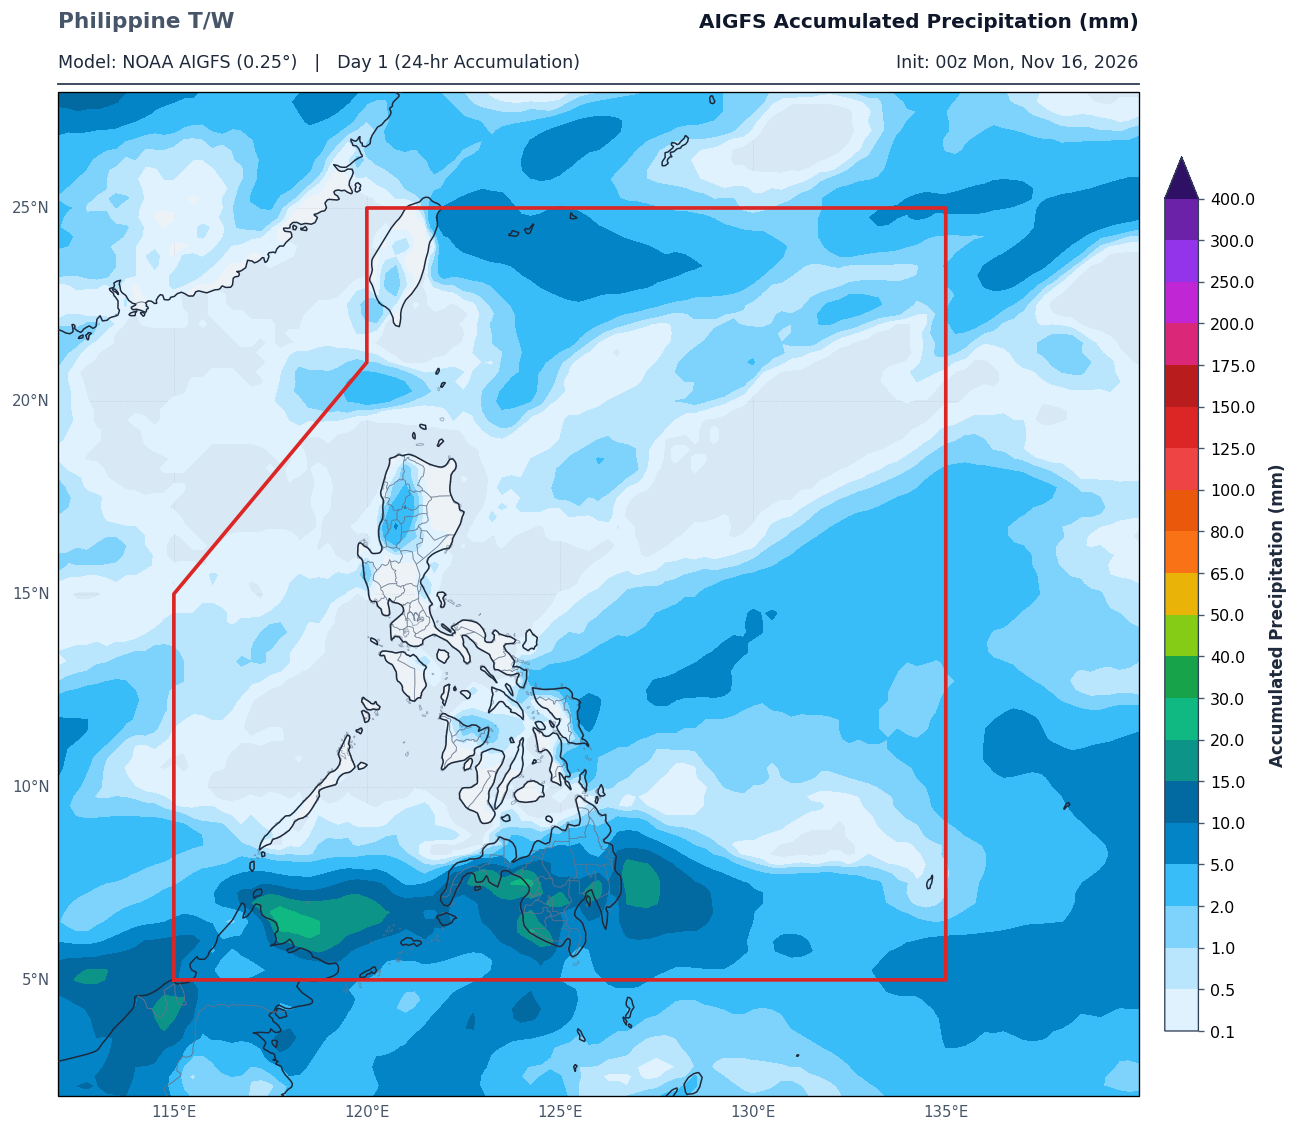 Philippine T/W
AIGFS Accumulated Precipitation (mm)
Model: NOAA AIGFS (0.25°)   |   Day 1 (24-hr Accumulation)
Init: 00z Mon, Nov 16, 2026
25°N
20°N
15°N
10°N
5°N
115°E
120°E
125°E
130°E
135°E
400.0
300.0
250.0
200.0
175.0
150.0
125.0
100.0
80.0
65.0
50.0
40.0
30.0
20.0
15.0
10.0
5.0
2.0
1.0
0.5
0.1
Accumulated Precipitation (mm)